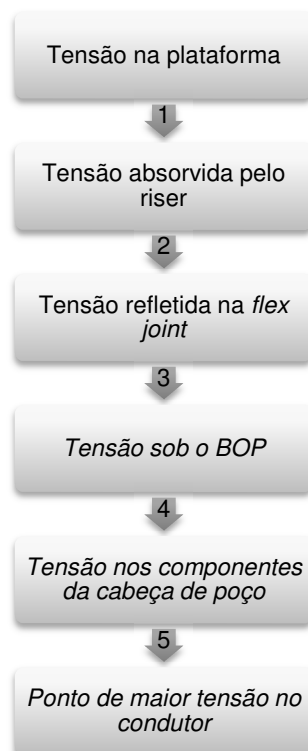 Tensão na plataforma
1
Tensão absorvida pelo
riser
2
Tensão refletida na flex
joint
3
Tensão sob o BOP
4
Tensão nos componentes
da cabeça de poço
5
Ponto de maior tensão no
condutor